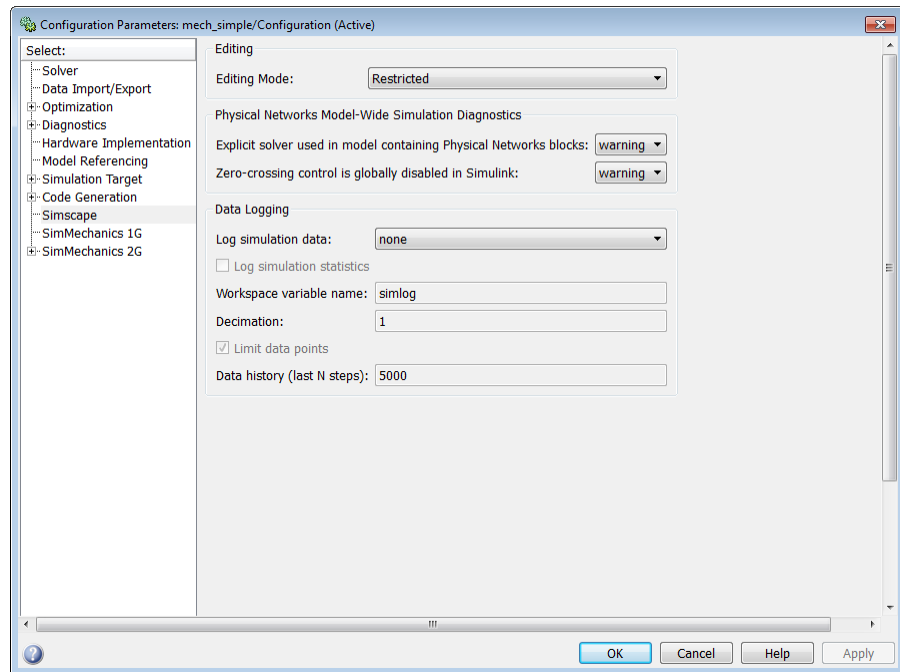 Configuration Parameters: mech_simple/Configuration (Active)
Select:
Solver
Data Import/Export
Optimization
Diagnostics
Hardware Implementation
Model Referencing
Simulation Target
Code Generation
Simscape
SimMechanics 1G
SimMechanics 2G
Editing
Editing Mode: Restricted
Physical Networks Model-Wide Simulation Diagnostics
Explicit solver used in model containing Physical Networks blocks: warning
Zero-crossing control is globally disabled in Simulink: warning
Data Logging
Log simulation data: none
Log simulation statistics
Workspace variable name: simlog
Decimation: 1
Limit data points
Data history (last N steps): 5000
OK Cancel Help Apply